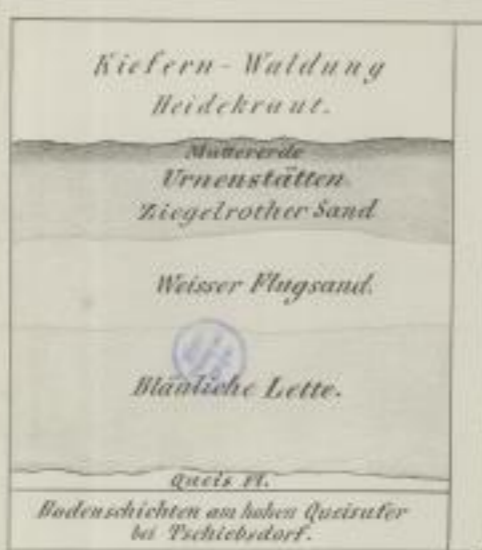 Kiefern-Waldung
Heidekraut.
Muttererde
Urnenstätten
Ziegelrother Sand
Weisser Flugsand.
Bläuliche Lette.
Queis Fl.
Bodenschichten am hohen Queisufer
bei Tschiebsdorf.